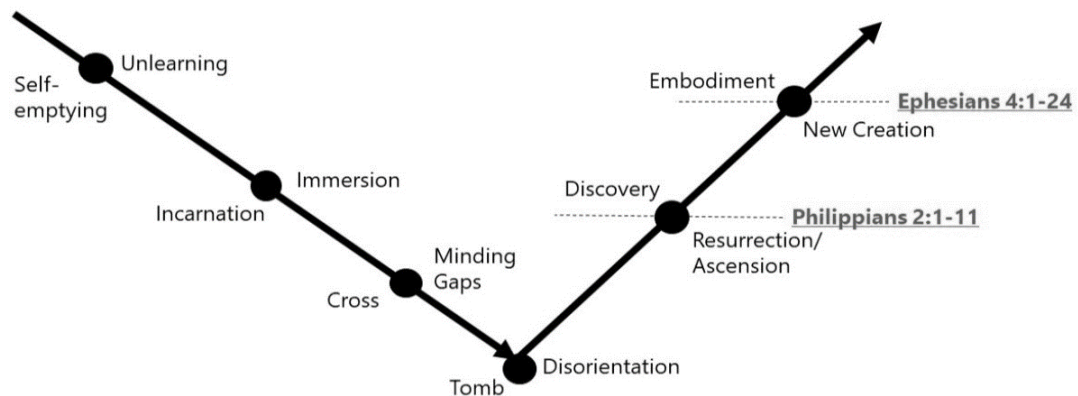 Unlearning
Self-
emptying
Immersion
Incarnation
Minding
Gaps
Cross
Disorientation
Tomb
Discovery
Philippians 2:1-11
Resurrection/
Ascension
Embodiment
Ephesians 4:1-24
New Creation